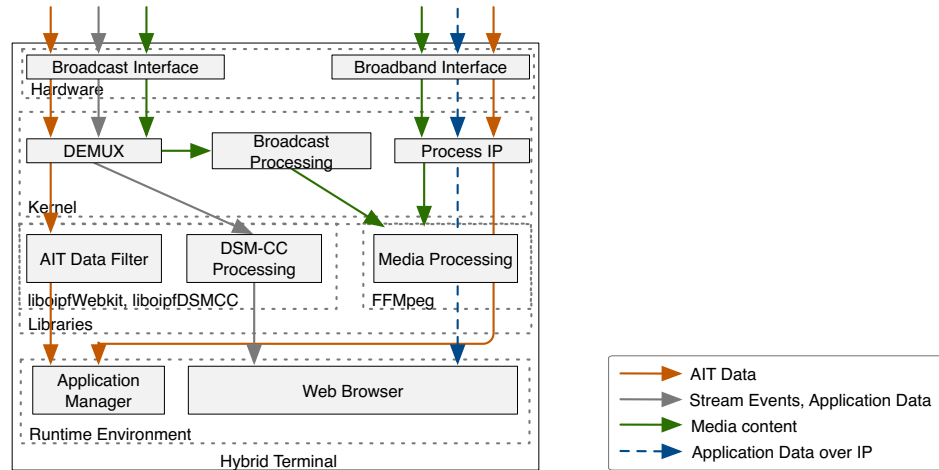 Broadcast Interface
Broadband Interface
Hardware
DEMUX
Broadcast
Processing
Process IP
Kernel
AIT Data Filter
DSM-CC
Processing
Media Processing
liboipfWebkit, liboipfDSMCC
FFMpeg
Libraries
Application
Manager
Web Browser
Runtime Environment
Hybrid Terminal
AIT Data
Stream Events, Application Data
Media content
Application Data over IP